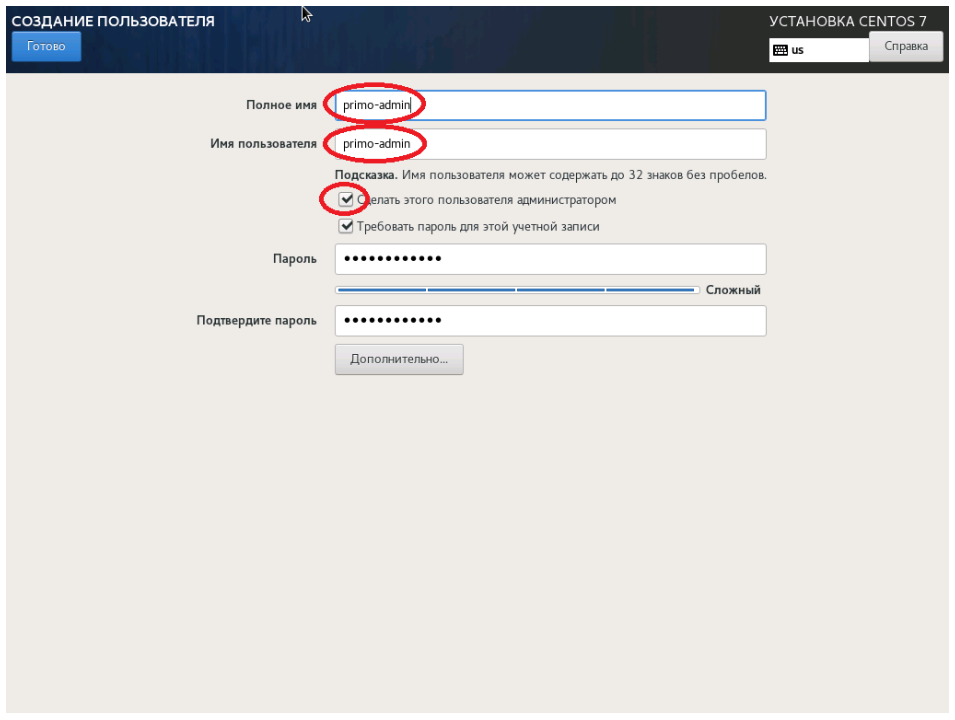 СОЗДАНИЕ ПОЛЬЗОВАТЕЛЯ
УСТАНОВКА CENTOS 7
Готово
us
Справка
Полное имя primo-admin
Имя пользователя primo-admin
Подсказка. Имя пользователя может содержать до 32 знаков без пробелов.
Сделать этого пользователя администратором
Требовать пароль для этой учетной записи
Пароль ••••••••••••
Сложный
Подтвердите пароль ••••••••••••
Дополнительно...